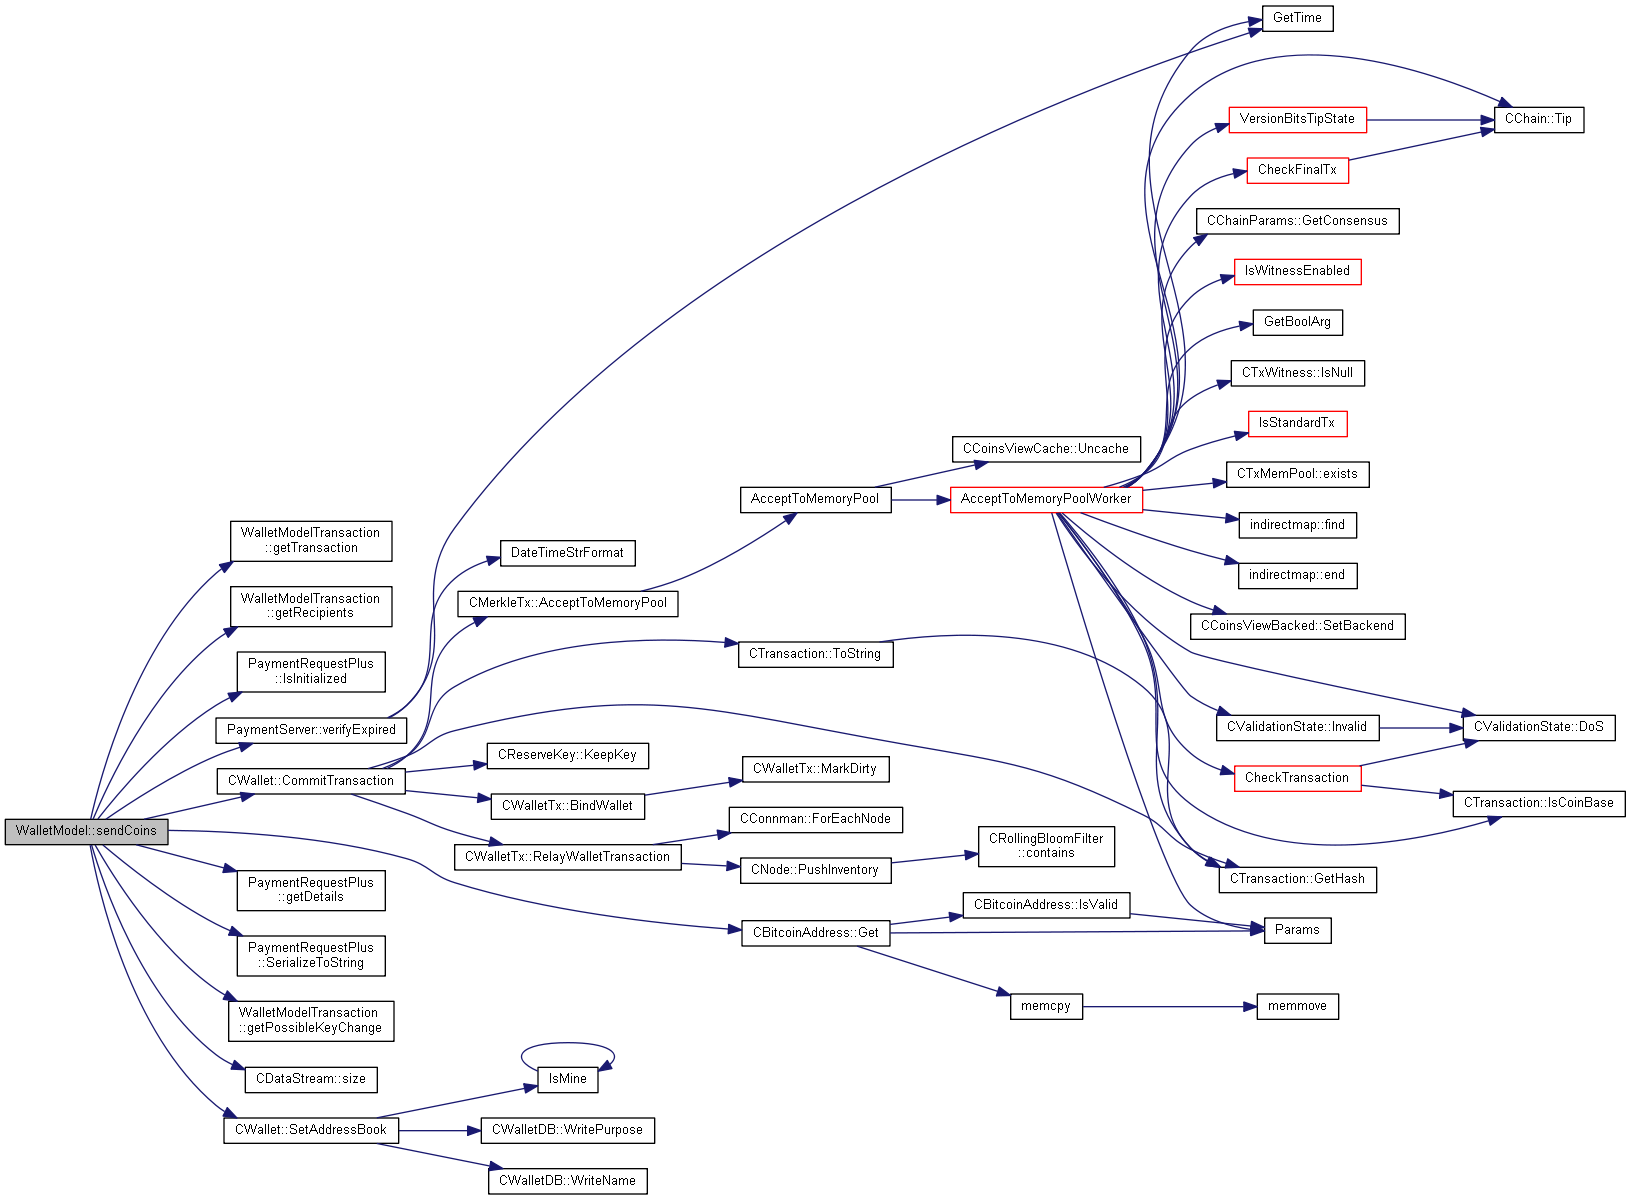 GetTime
CChain::Tip
VersionBitsTipState
CheckFinalTx
CChainParams::GetConsensus
IsWitnessEnabled
GetBoolArg
CTxWitness::IsNull
IsStandardTx
CCoinsViewCache::Uncache
CTxMemPool::exists
AcceptToMemoryPool
AcceptToMemoryPoolWorker
indirectmap::find
WalletModelTransaction
::getTransaction
DateTimeStrFormat
indirectmap::end
WalletModelTransaction
::getRecipients
CMerkleTx::AcceptToMemoryPool
CCoinsViewBacked::SetBackend
PaymentRequestPlus
::IsInitialized
CTransaction::ToString
PaymentServer::verifyExpired
CValidationState::Invalid
CValidationState::DoS
CWallet::CommitTransaction
CReserveKey::KeepKey
CWalletTx::MarkDirty
CheckTransaction
CWalletTx::BindWallet
CTransaction::IsCoinBase
WalletModel::sendCoins
CConnman::ForEachNode
CWalletTx::RelayWalletTransaction
CRollingBloomFilter
::contains
CNode::PushInventory
CTransaction::GetHash
PaymentRequestPlus
::getDetails
CBitcoinAddress::IsValid
CBitcoinAddress::Get
Params
PaymentRequestPlus
::SerializeToString
WalletModelTransaction
::getPossibleKeyChange
memcpy
memmove
CDataStream::size
IsMine
CWallet::SetAddressBook
CWalletDB::WritePurpose
CWalletDB::WriteName